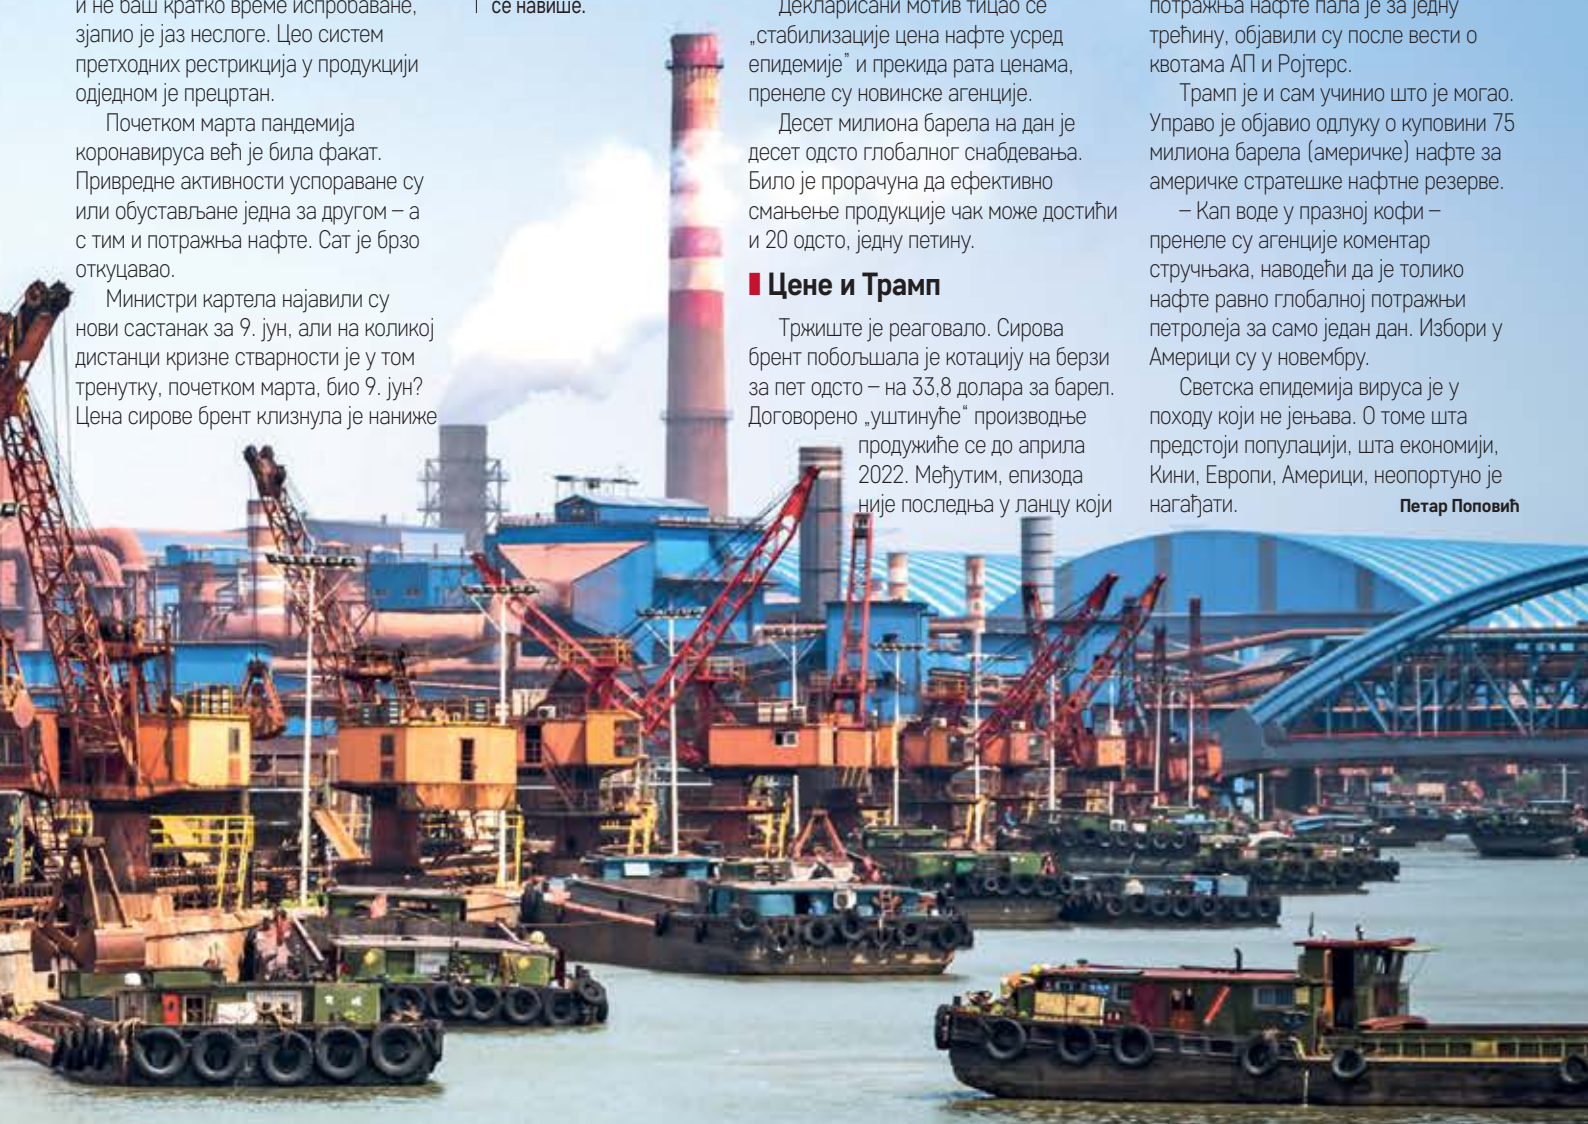 и не баш кратко време испробаване,
зјапио је јаз неслоге. Цео систем
претходних рестрикција у продукцији
одједном је прецртан.
Почетком марта пандемија
коронавируса већ је била факат.
Привредне активности успораване су
или обустављане једна за другом – а
с тим и потражња нафте. Сат је брзо
откуцавао.
Министри картела најавили су
нови састанак за 9. јун, али на коликој
дистанци кризне стварности је у том
тренутку, почетком марта, био 9. јун?
Цена сирове брент клизнула је наниже
се навише.
Декларисани мотив тицао се
„стабилизације цена нафте усред
епидемије” и прекида рата ценама,
пренеле су новинске агенције.
Десет милиона барела на дан је
десет одсто глобалног снабдевања.
Било је прорачуна да ефективно
смањење продукције чак може достићи
и 20 одсто, једну петину.
Цене и Трамп
Тржиште је реаговало. Сирова
брент побољшала је котацију на берзи
за пет одсто – на 33,8 долара за барел.
Договорено „уштинуће“ производње
продужиће се до априла
2022. Међутим, епизода
није последња у ланцу који
потражња нафте пала је за једну
трећину, објавили су после вести о
квотама АП и Ројтерс.
Трамп је и сам учинио што је могао.
Управо је објавио одлуку о куповини 75
милиона барела (америчке) нафте за
америчке стратешке нафтне резерве.
– Кап воде у празној кофи –
пренеле су агенције коментар
стручњака, наводећи да је толико
нафте равно глобалној потражњи
петролеја за само један дан. Избори у
Америци су у новембру.
Светска епидемија вируса је у
походу који не јењава. О томе шта
предстоји популацији, шта економији,
Кини, Европи, Америци, неопортуно је
нагађати. Петар Поповић